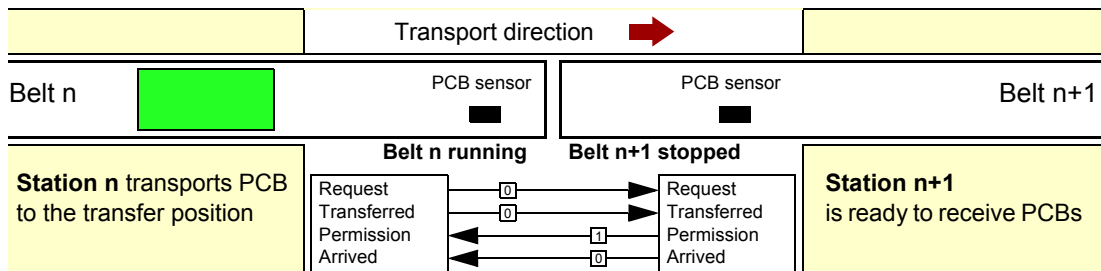 Transport direction
Belt n
PCB sensor
PCB sensor
Belt n+1
Belt n running
Belt n+1 stopped
Station n transports PCB
to the transfer position
Request
Transferred
Permission
Arrived
0
0
1
0
Request
Transferred
Permission
Arrived
Station n+1
is ready to receive PCBs